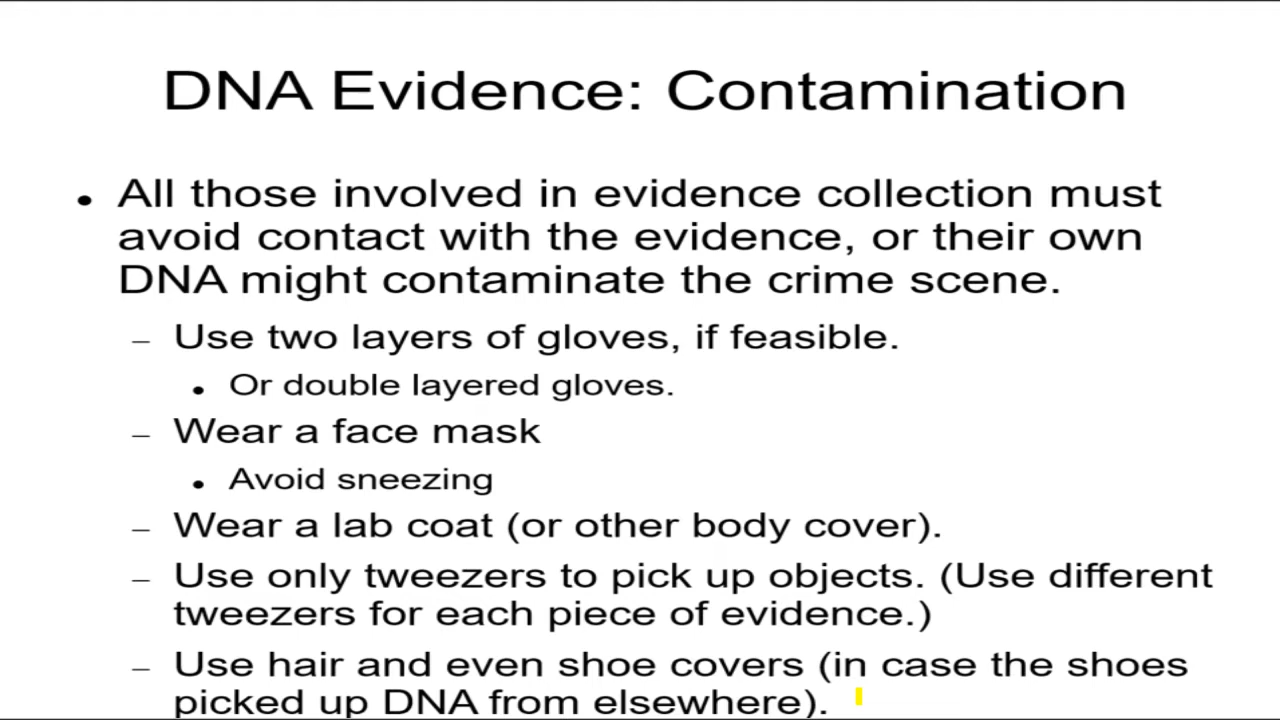 DNA Evidence: Contamination
• All those involved in evidence collection must
avoid contact with the evidence, or their own
DNA might contaminate the crime scene.
– Use two layers of gloves, if feasible.
• Or double layered gloves.
– Wear a face mask
• Avoid sneezing
– Wear a lab coat (or other body cover).
– Use only tweezers to pick up objects. (Use different
tweezers for each piece of evidence.)
– Use hair and even shoe covers (in case the shoes
picked up DNA from elsewhere).